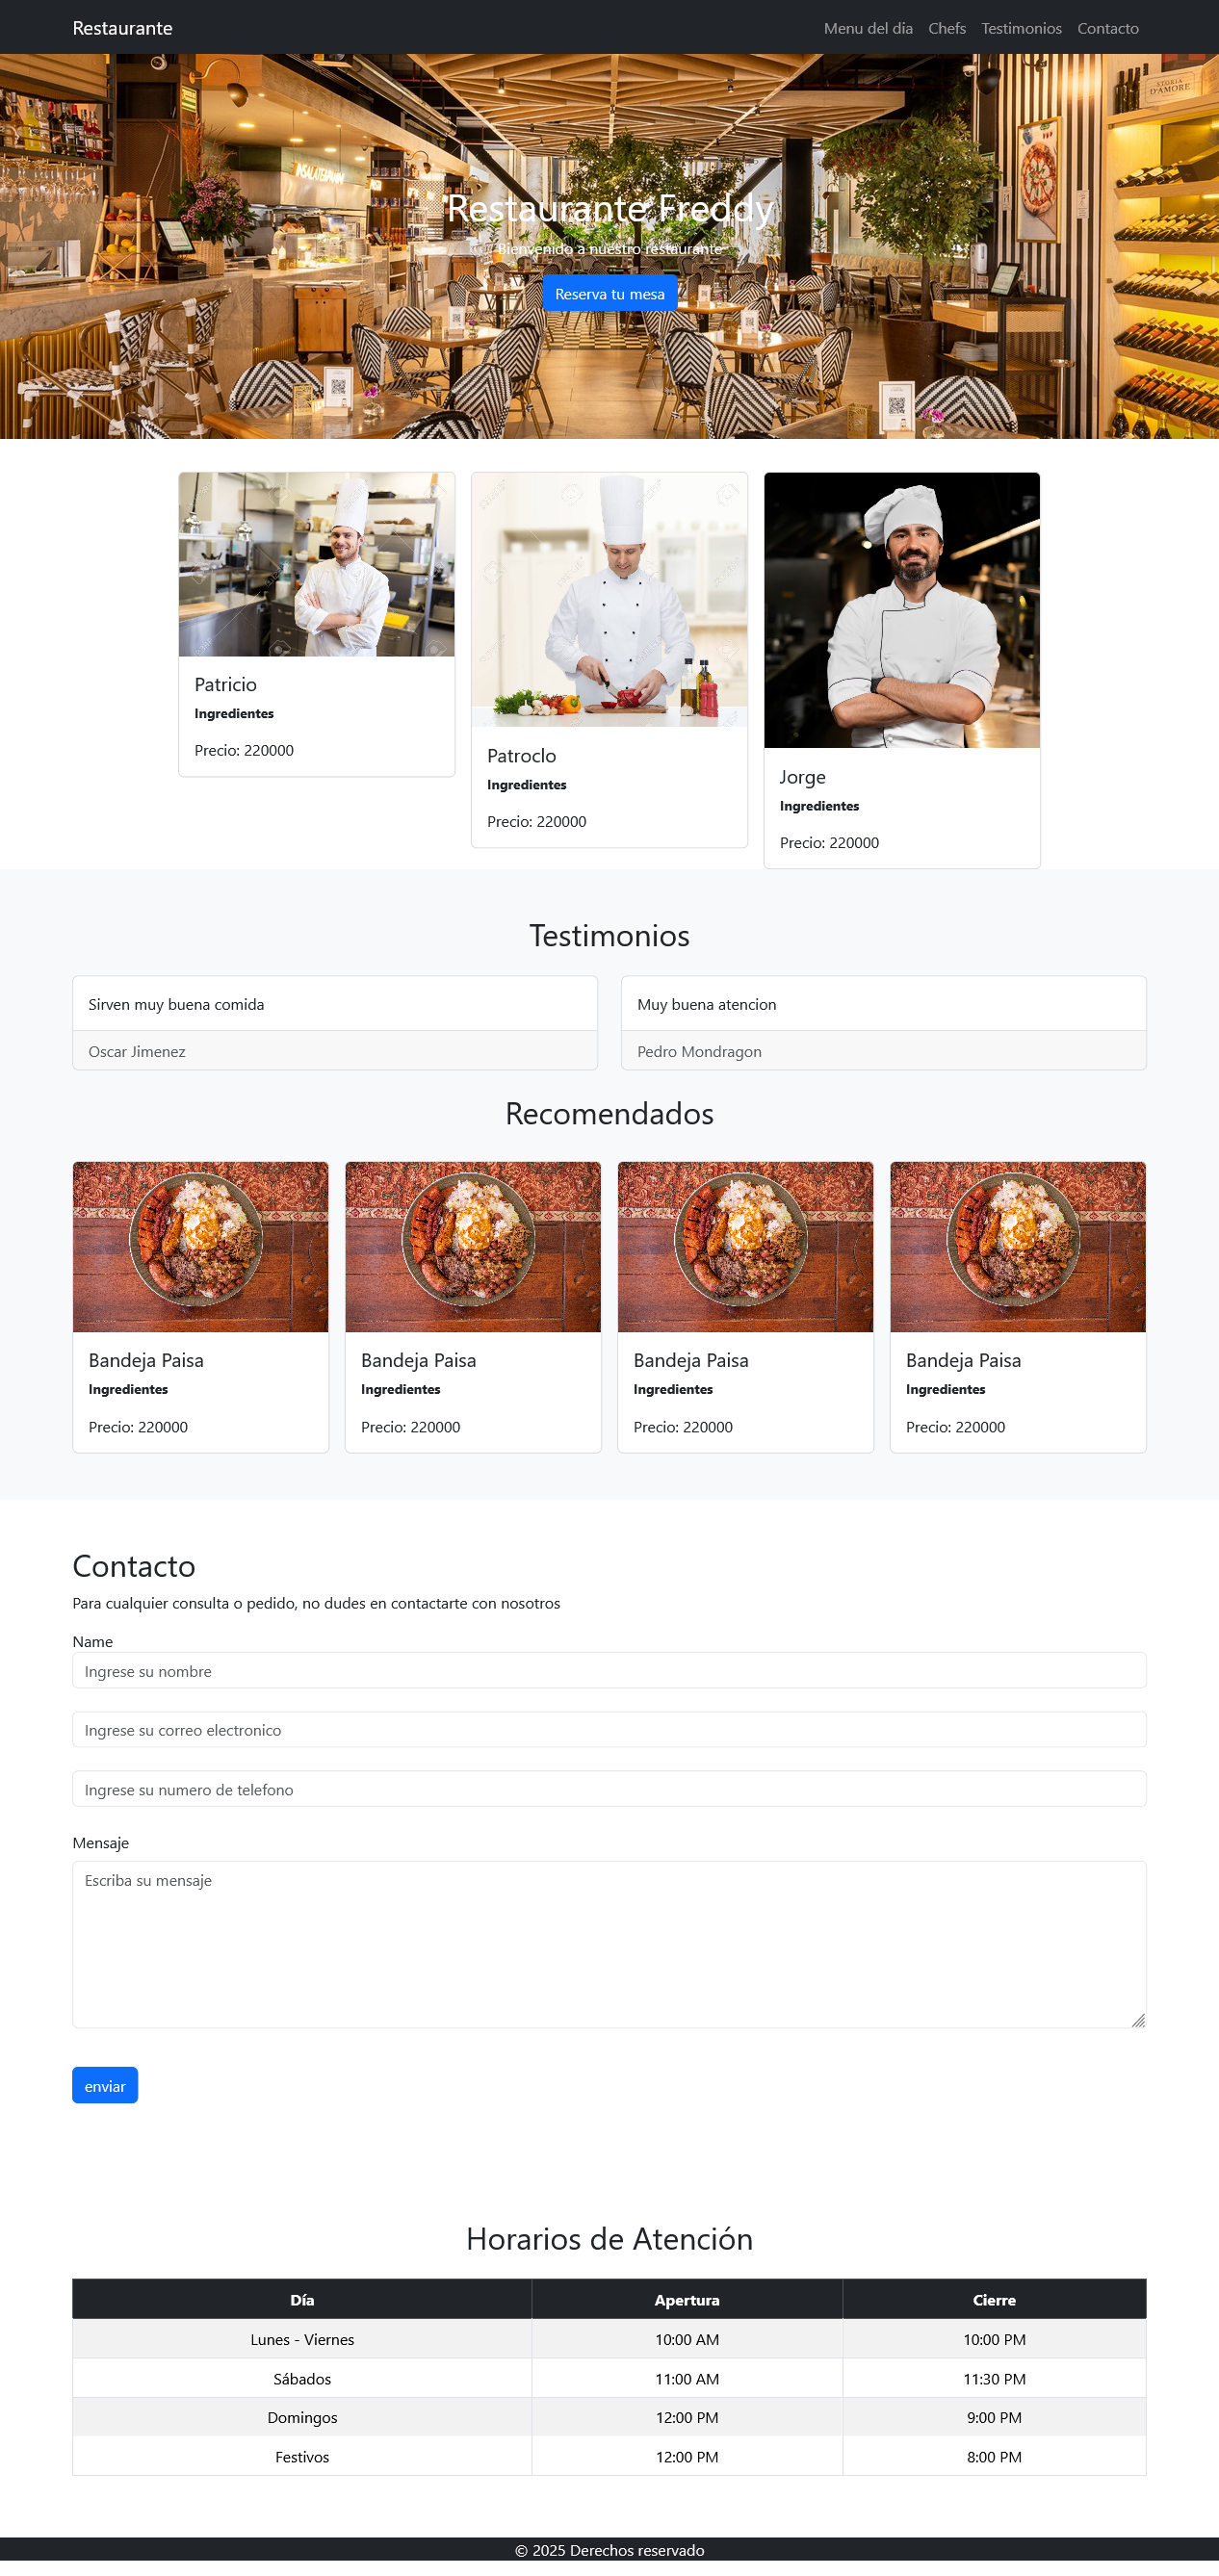 Restaurante
Menu del dia Chefs Testimonios Contacto
STORIA
D'AMORE
Restaurante Freddy
Bienvenido a nuestro restaurante
Reserva tu mesa
Patricio
Ingredientes
Precio: 220000
Patroclo
Ingredientes
Precio: 220000
Jorge
Ingredientes
Precio: 220000
Testimonios
Sirven muy buena comida
Oscar Jimenez
Muy buena atencion
Pedro Mondragon
Recomendados
Bandeja Paisa
Ingredientes
Precio: 220000
Bandeja Paisa
Ingredientes
Precio: 220000
Bandeja Paisa
Ingredientes
Precio: 220000
Bandeja Paisa
Ingredientes
Precio: 220000
Contacto
Para cualquier consulta o pedido, no dudes en contactarte con nosotros
Name
Ingrese su nombre
Ingrese su correo electronico
Ingrese su numero de telefono
Mensaje
Escriba su mensaje
enviar
Horarios de Atención
Día Apertura Cierre
Lunes - Viernes 10:00 AM 10:00 PM
Sábados 11:00 AM 11:30 PM
Domingos 12:00 PM 9:00 PM
Festivos 12:00 PM 8:00 PM
© 2025 Derechos reservado